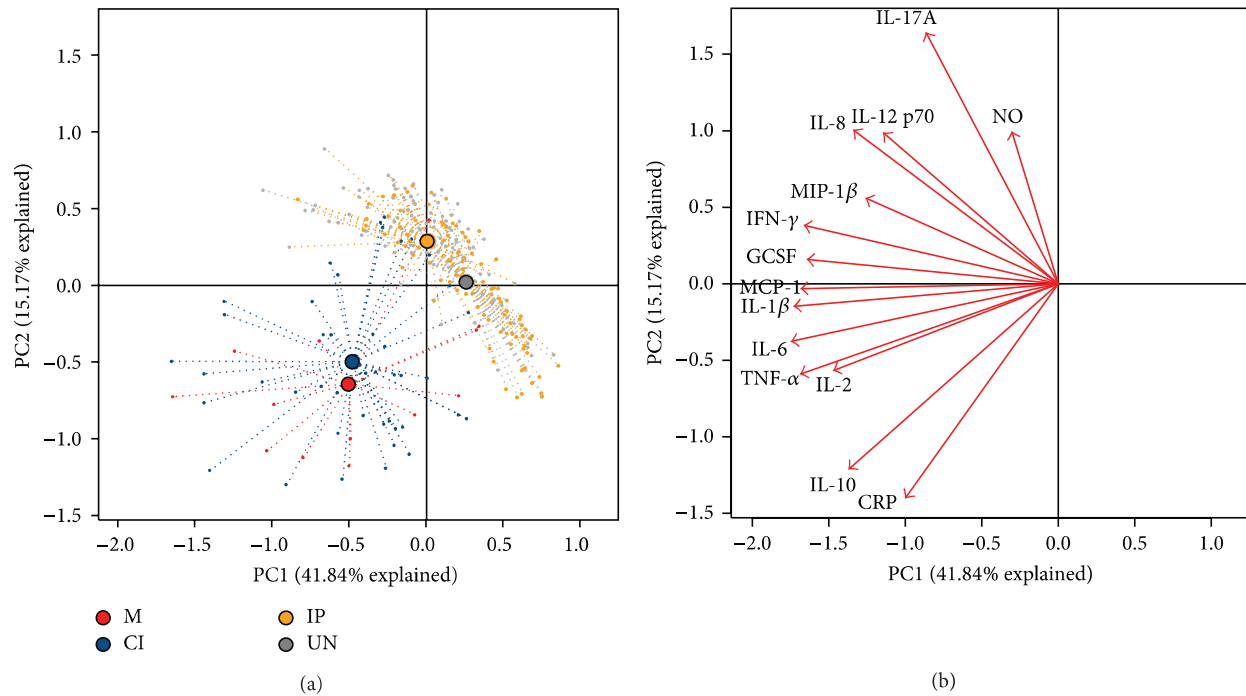 1.5
1.0
0.5
0.0
−0.5
−1.0
−1.5
PC2 (15.17% explained)
−2.0 −1.5 −1.0 −0.5 0.0 0.5 1.0
PC1 (41.84% explained)
M
CI
IP
UN
(a)
1.5
1.0
0.5
0.0
−0.5
−1.0
−1.5
PC2 (15.17% explained)
IL-17A
IL-8 IL-12 p70 NO
MIP-1β
IFN-γ
GCSF
MCP-1
IL-1β
IL-6
TNF-α IL-2
IL-10
CRP
−2.0 −1.5 −1.0 −0.5 0.0 0.5 1.0
PC1 (41.84% explained)
(b)